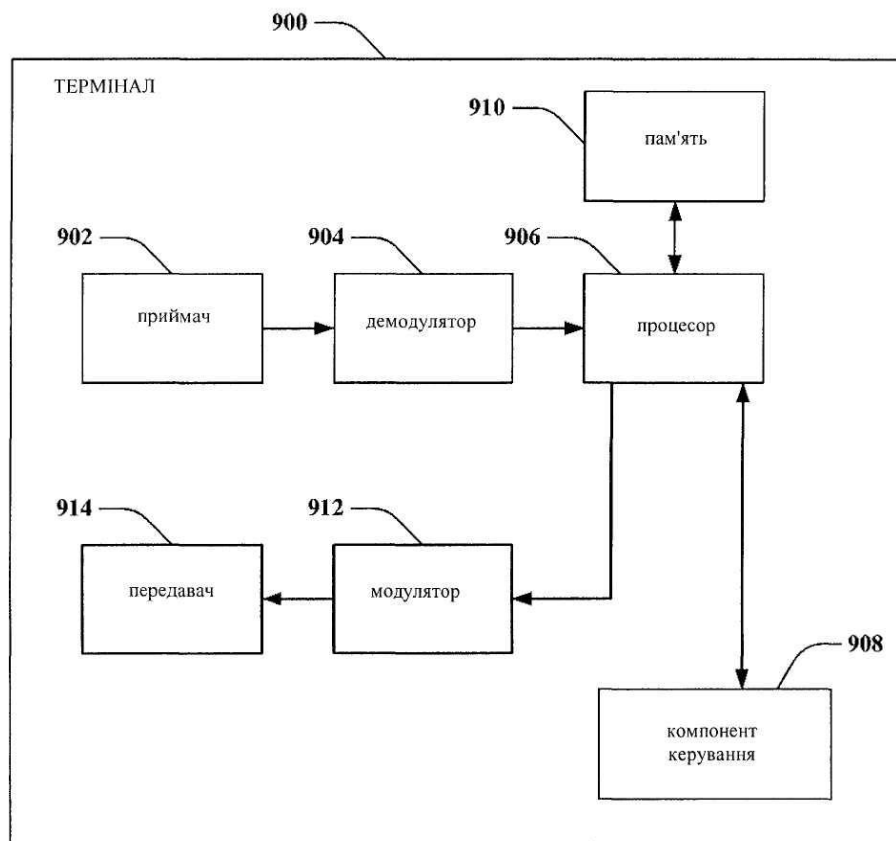 900
ТЕРМІНАЛ
910
пам'ять
902
904
906
приймач
демодулятор
процесор
914
912
передавач
модулятор
908
компонент
керування